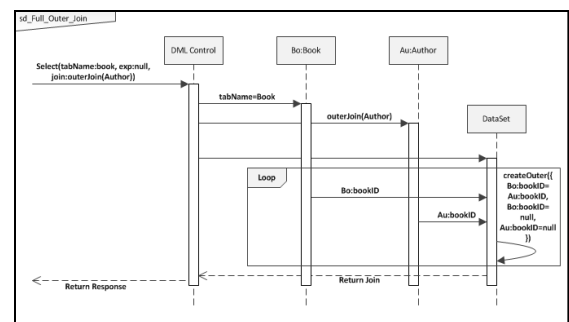 sd_Full_Outer_Join
DML Control
Bo:Book
Au:Author
Select(tabName:book, exp:null,
join:outerJoin(Author))
tabName=Book
outerJoin(Author)
DataSet
Loop
createOuter({
Bo:bookID=
Au:bookID,
Bo:bookID=
null,
Au:bookID=null
})
Bo:bookID
Au:bookID
Return Join
Return Response